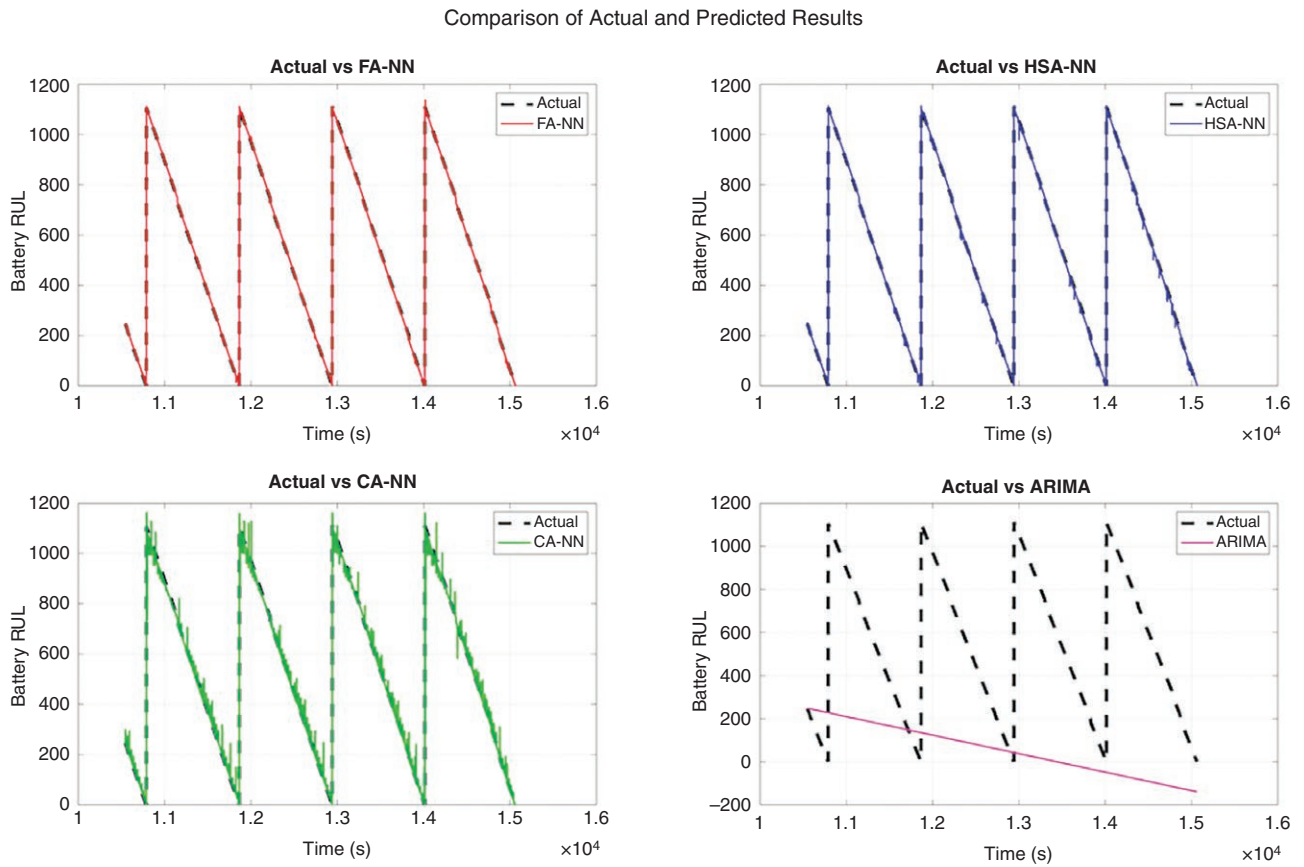 Comparison of Actual and Predicted Results
Actual vs FA-NN
1200
1000
800
600
400
200
0
Battery RUL
Actual
FA-NN
1
1.1
1.2
1.3
1.4
1.5
1.6
Time (s)
×10⁴
Actual vs HSA-NN
1200
1000
800
600
400
200
0
Battery RUL
Actual
HSA-NN
1
1.1
1.2
1.3
1.4
1.5
1.6
Time (s)
×10⁴
Actual vs CA-NN
1200
1000
800
600
400
200
0
Battery RUL
Actual
CA-NN
1
1.1
1.2
1.3
1.4
1.5
1.6
Time (s)
×10⁴
Actual vs ARIMA
1200
1000
800
600
400
200
0
−200
Battery RUL
Actual
ARIMA
1
1.1
1.2
1.3
1.4
1.5
1.6
Time (s)
×10⁴